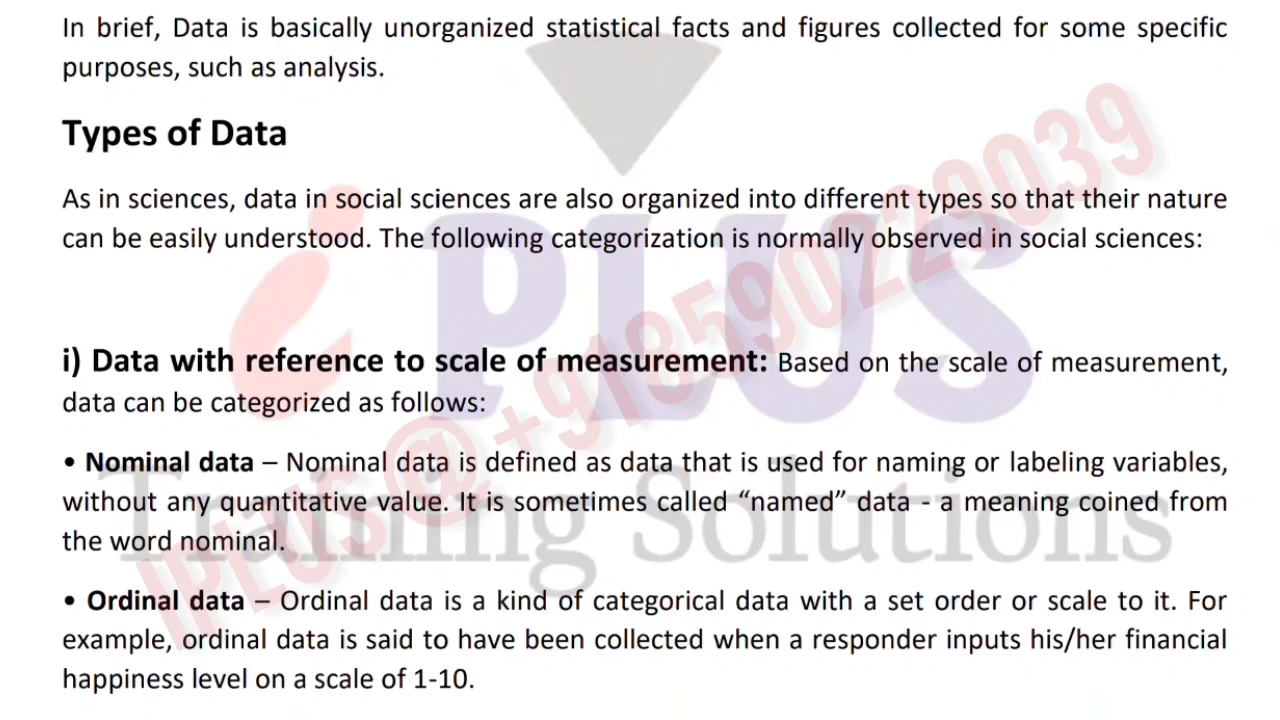 In brief, Data is basically unorganized statistical facts and figures collected for some specific
purposes, such as analysis.
Types of Data
As in sciences, data in social sciences are also organized into different types so that their nature
can be easily understood. The following categorization is normally observed in social sciences:
i) Data with reference to scale of measurement: Based on the scale of measurement,
data can be categorized as follows:
• Nominal data – Nominal data is defined as data that is used for naming or labeling variables,
without any quantitative value. It is sometimes called “named” data - a meaning coined from
the word nominal.
• Ordinal data – Ordinal data is a kind of categorical data with a set order or scale to it. For
example, ordinal data is said to have been collected when a responder inputs his/her financial
happiness level on a scale of 1-10.
iPLUS
Training Solutions
IPLUS@+918590229039